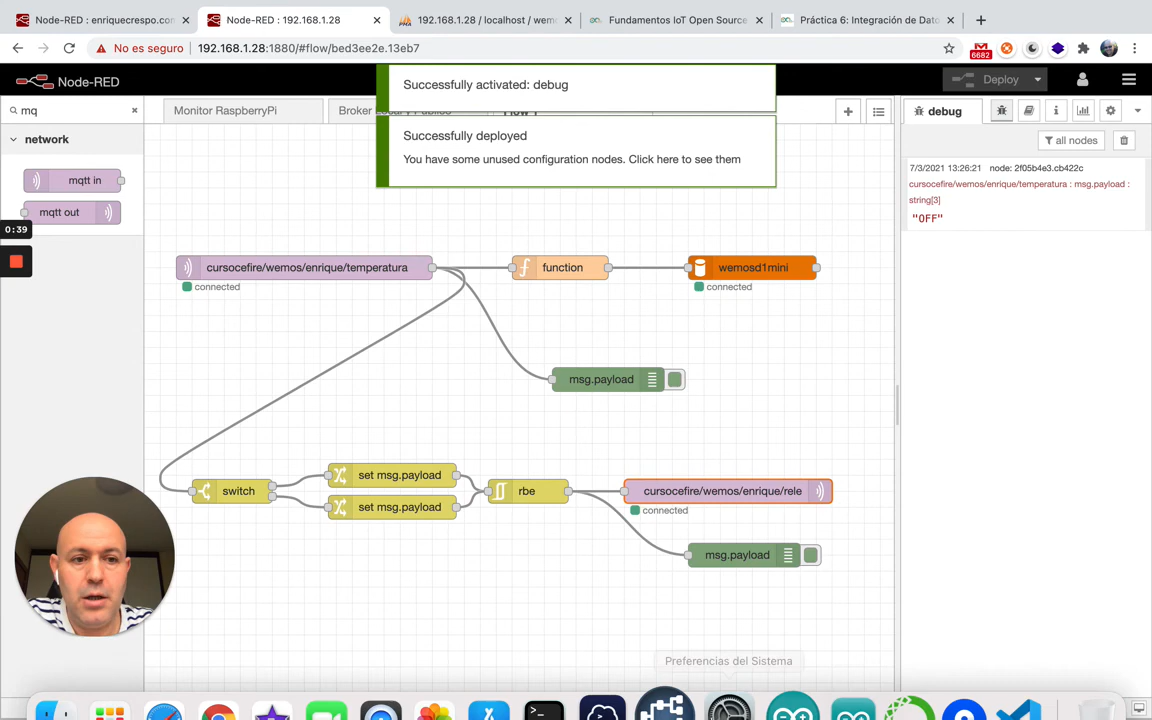 Node-RED : enriquecrespo.con
Node-RED : 192.168.1.28
192.168.1.28 / localhost / wemo
Fundamentos IoT Open Source
Práctica 6: Integración de Dato
No es seguro
192.168.1.28:1880/#flow/bed3ee2e.13eb7
6682
Node-RED
Deploy
Successfully activated: debug
mq
Monitor RaspberryPi
debug
Successfully deployed
You have some unused configuration nodes. Click here to see them
network
all nodes
mqtt in
7/3/2021 13:26:21 node: 2f05b4e3.cb422c
cursocefire/wemos/enrique/temperatura : msg.payload :
string[3]
"OFF"
mqtt out
0:39
cursocefire/wemos/enrique/temperatura
function
wemosd1mini
connected
connected
msg.payload
set msg.payload
switch
rbe
cursocefire/wemos/enrique/rele
set msg.payload
connected
msg.payload
Preferencias del Sistema